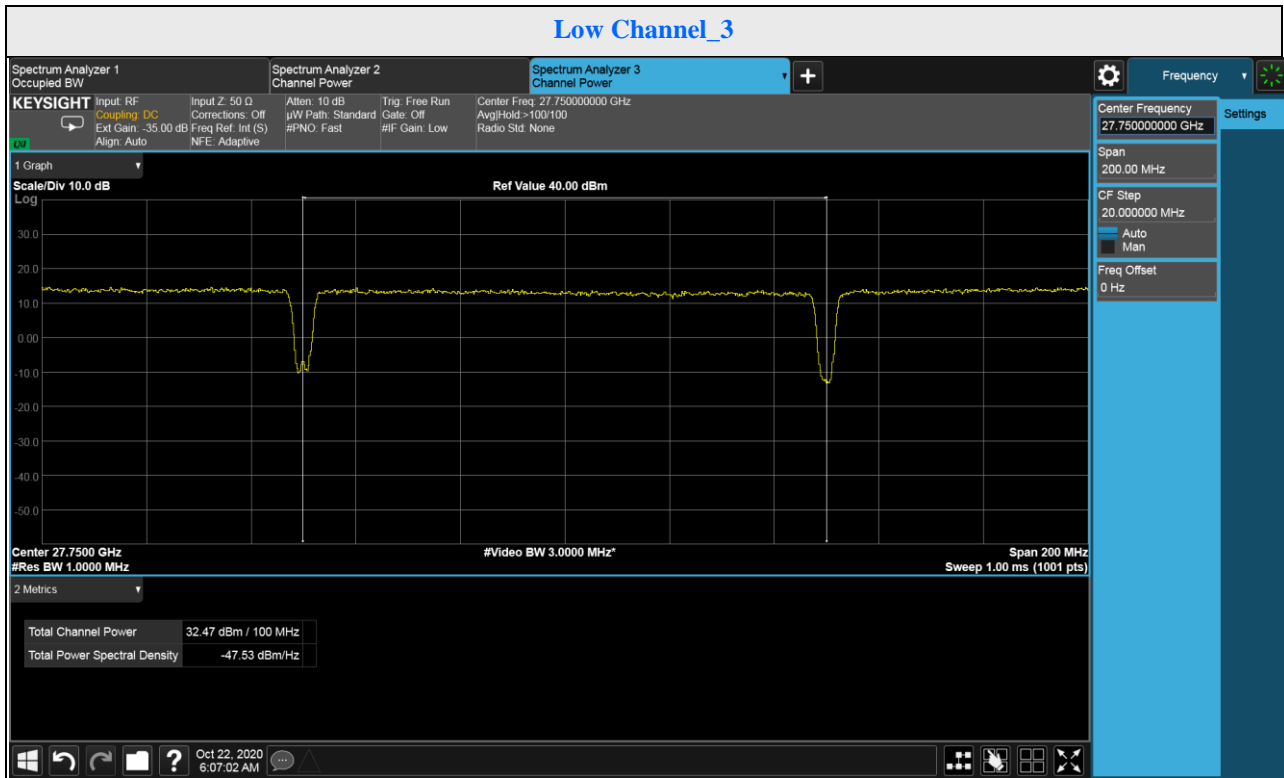 Low Channel_3
Spectrum Analyzer 1
Occupied BW
Spectrum Analyzer 2
Channel Power
Spectrum Analyzer 3
Channel Power
Frequency
KEYSIGHT
Input: RF
Coupling: DC
Ext Gain: -35.00 dB
Align: Auto
Input Z: 50 Ω
Corrections: Off
Freq Ref: Int (S)
NFE: Adaptive
Atten: 10 dB
µW Path: Standard
#PNO: Fast
Trig: Free Run
Gate: Off
#IF Gain: Low
Center Freq: 27.750000000 GHz
Avg|Hold:>100/100
Radio Std: None
Center Frequency
27.750000000 GHz
Settings
Span
200.00 MHz
CF Step
20.000000 MHz
Auto
Man
Freq Offset
0 Hz
1 Graph
Scale/Div 10.0 dB
Ref Value 40.00 dBm
Log
30.0
20.0
10.0
0.00
-10.0
-20.0
-30.0
-40.0
-50.0
Center 27.7500 GHz
#Video BW 3.0000 MHz*
Span 200 MHz
#Res BW 1.0000 MHz
Sweep 1.00 ms (1001 pts)
2 Metrics
Total Channel Power 32.47 dBm / 100 MHz
Total Power Spectral Density -47.53 dBm/Hz
?
Oct 22, 2020
6:07:02 AM